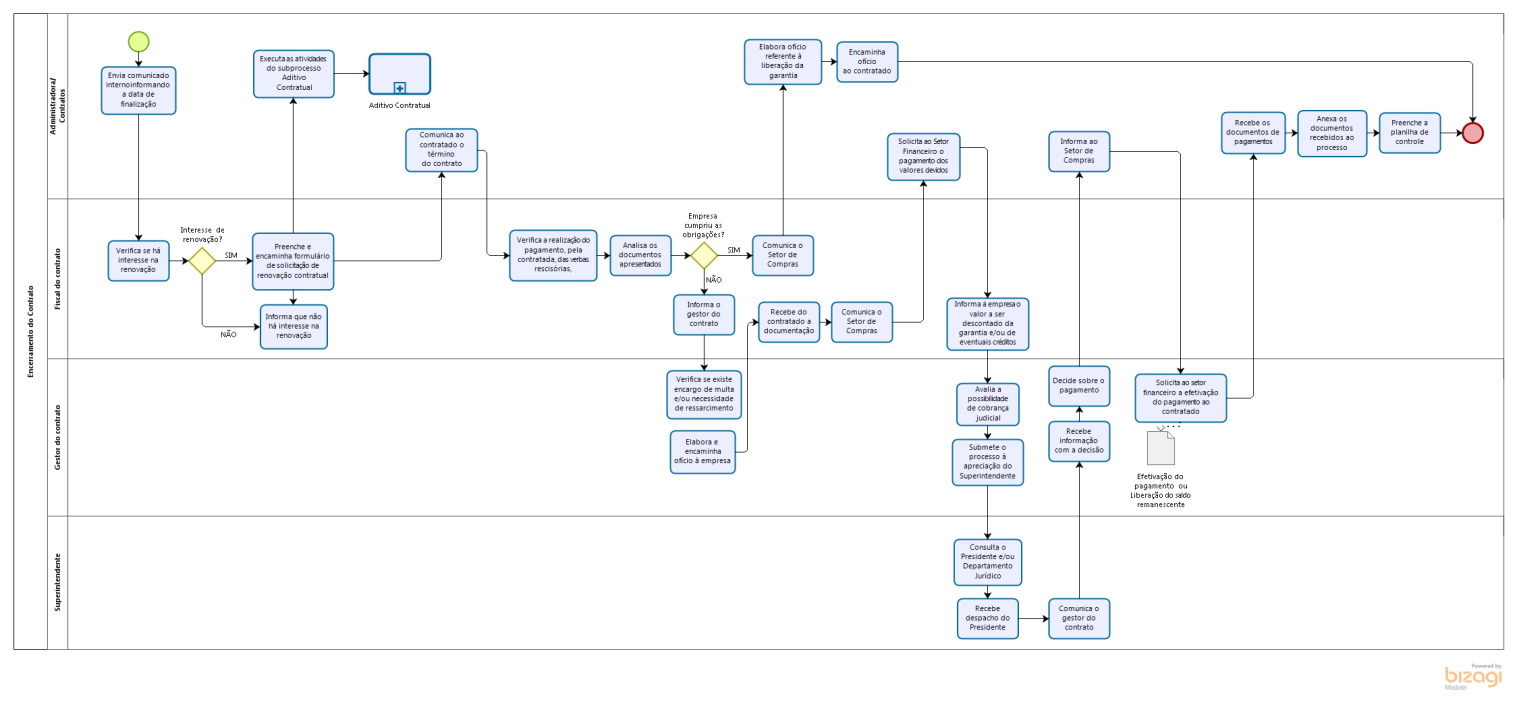 Encerramento do Contrato
Administradora/
Contratos
Envia comunicado
internoinformando
a data de
finalização
Executa as atividades
do subprocesso
Aditivo
Contratual
Aditivo Contratual
Comunica ao
contratado o
término
do contrato
Elabora ofício
referente à
liberação da
garantia
Encaminha
ofício
ao contratado
Solicita ao Setor
Financeiro o
pagamento dos
valores devidos
Informa ao
Setor de
Compras
Recebe os
documentos de
pagamentos
Anexa os
documentos
recebidos ao
processo
Preenche a
planilha de
controle
Fiscal do contrato
Verifica se há
interesse na
renovação
Interesse de
renovação?
SIM
NÃO
Preenche e
encaminha formulário
de solicitação de
renovação contratual
Informa que não
há interesse na
renovação
Verifica a realização do
pagamento, pela
contratada, das verbas
rescisórias,
Analisa os
documentos
apresentados
Empresa
cumpriu as
obrigações?
SIM
NÃO
Comunica o
Setor de
Compras
Informa o
gestor do
contrato
Recebe do
contratado a
documentação
Comunica o
Setor de
Compras
Informa à empresa o
valor a ser
descontado da
garantia e/ou de
eventuais créditos
Gestor do contrato
Verifica se existe
encargo de multa
e/ou necessidade
de ressarcimento
Elabora e
encaminha
ofício à empresa
Avalia a
possibilidade
de cobrança
judicial
Submete o
processo à
apreciação do
Superintendente
Decide sobre o
pagamento
Recebe
informação
com a decisão
Solicita ao setor
financeiro a efetivação
do pagamento ao
contratado
Efetivação do
pagamento ou
liberação do saldo
remanescente
Superintendente
Consulta o
Presidente e/ou
Departamento
Jurídico
Recebe
despacho do
Presidente
Comunica o
gestor do
contrato
Powered by
bizagi
Modeler